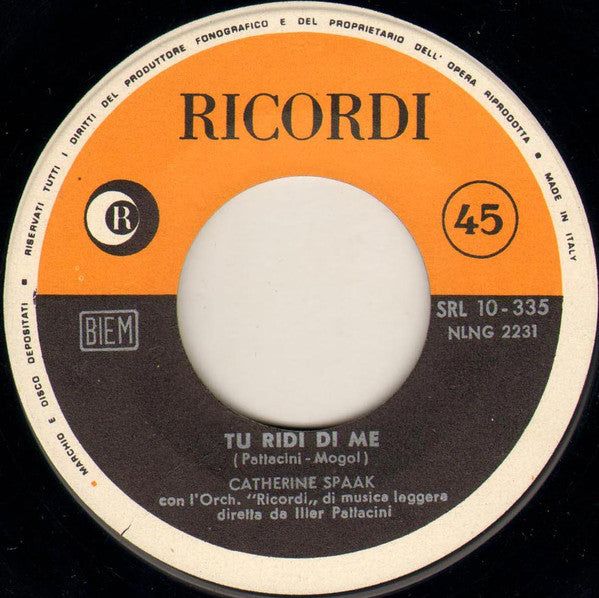 MARCHIO E DISCO DEPOSITATI ▪ RISERVATI TUTTI I DIRITTI DEL PRODUTTORE FONOGRAFICO E DEL PROPRIETARIO DELL'OPERA RIPRODOTTA ▪ MADE IN ITALY
RICORDI
R
45
BIEM
SRL 10-335
NLNG 2231
TU RIDI DI ME
(Pattacini-Mogol)
CATHERINE SPAAK
con l'Orch. "Ricordi„ di musica leggera
diretta da Iller Pattacini